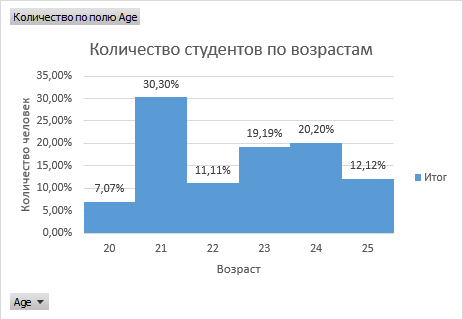 Количество по полю Age
Количество студентов по возрастам
Количество человек
35,00%
30,00%
25,00%
20,00%
15,00%
10,00%
5,00%
0,00%
7,07%
30,30%
11,11%
19,19%
20,20%
12,12%
20 21 22 23 24 25
Возраст
Итог
Age